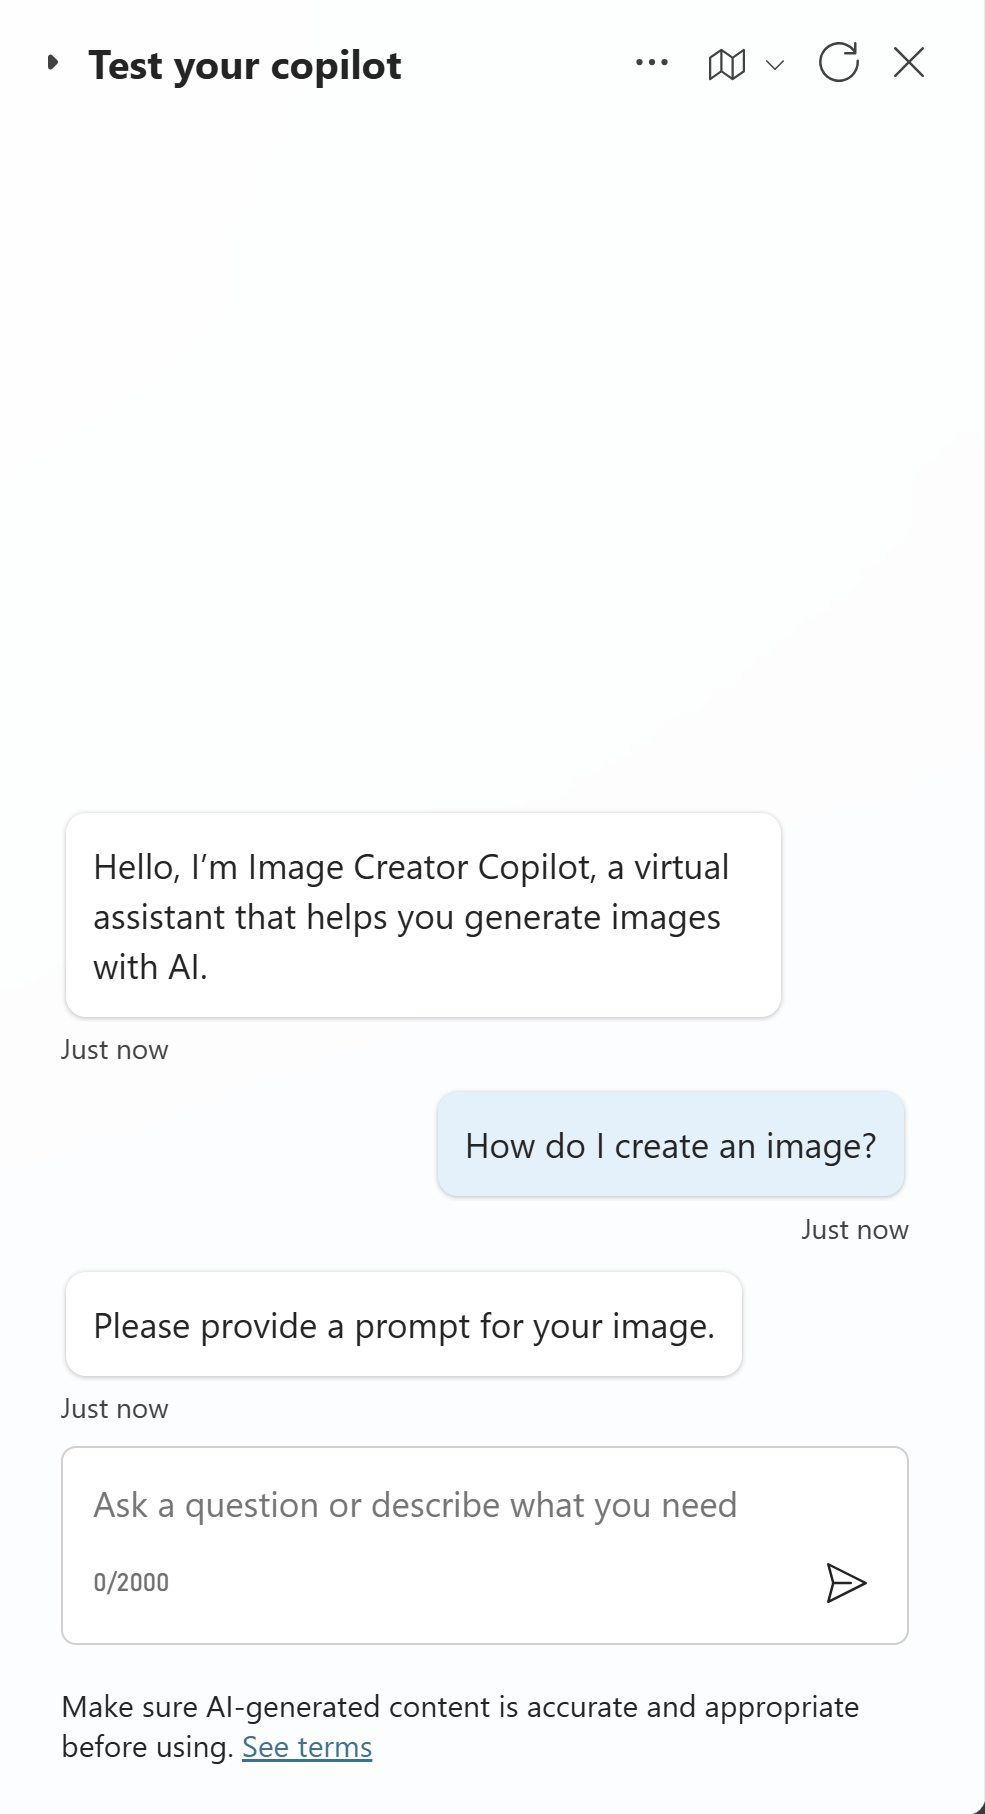 Test your copilot
Hello, I’m Image Creator Copilot, a virtual
assistant that helps you generate images
with AI.
Just now
How do I create an image?
Just now
Please provide a prompt for your image.
Just now
Ask a question or describe what you need
0/2000
Make sure AI-generated content is accurate and appropriate
before using. See terms